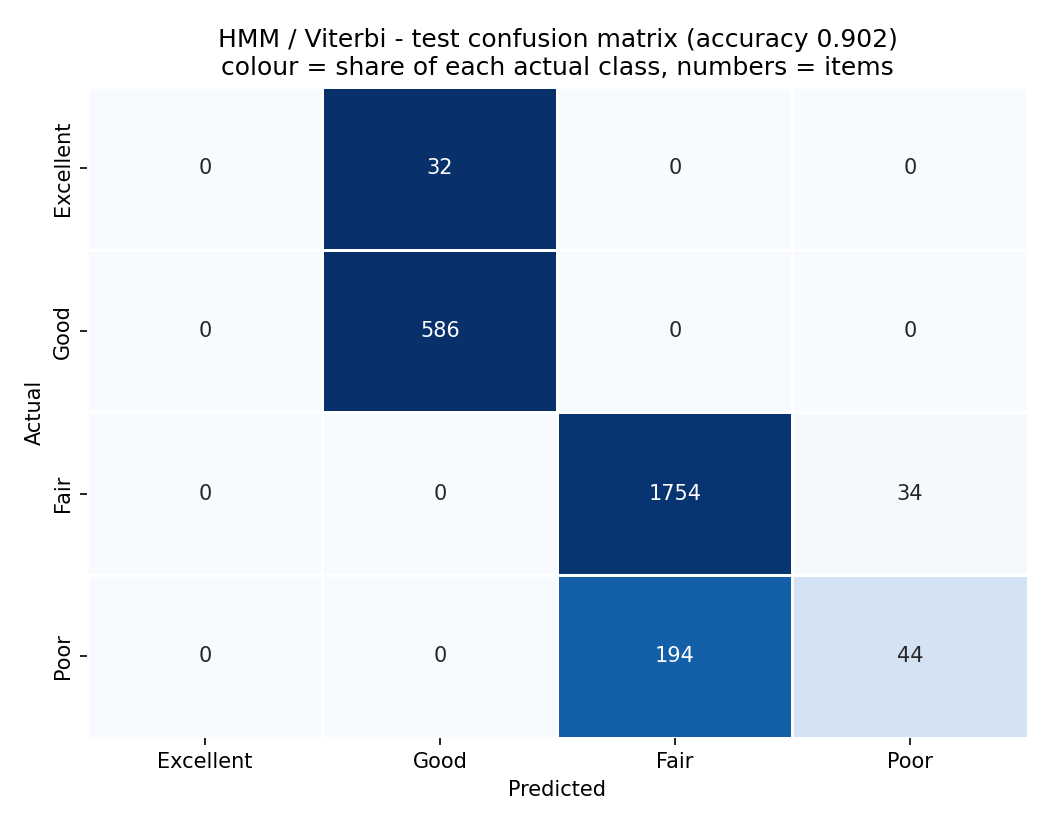 HMM / Viterbi - test confusion matrix (accuracy 0.902)
colour = share of each actual class, numbers = items
Actual
Excellent
0
32
0
0
Good
0
586
0
0
Fair
0
0
1754
34
Poor
0
0
194
44
Excellent
Good
Fair
Poor
Predicted